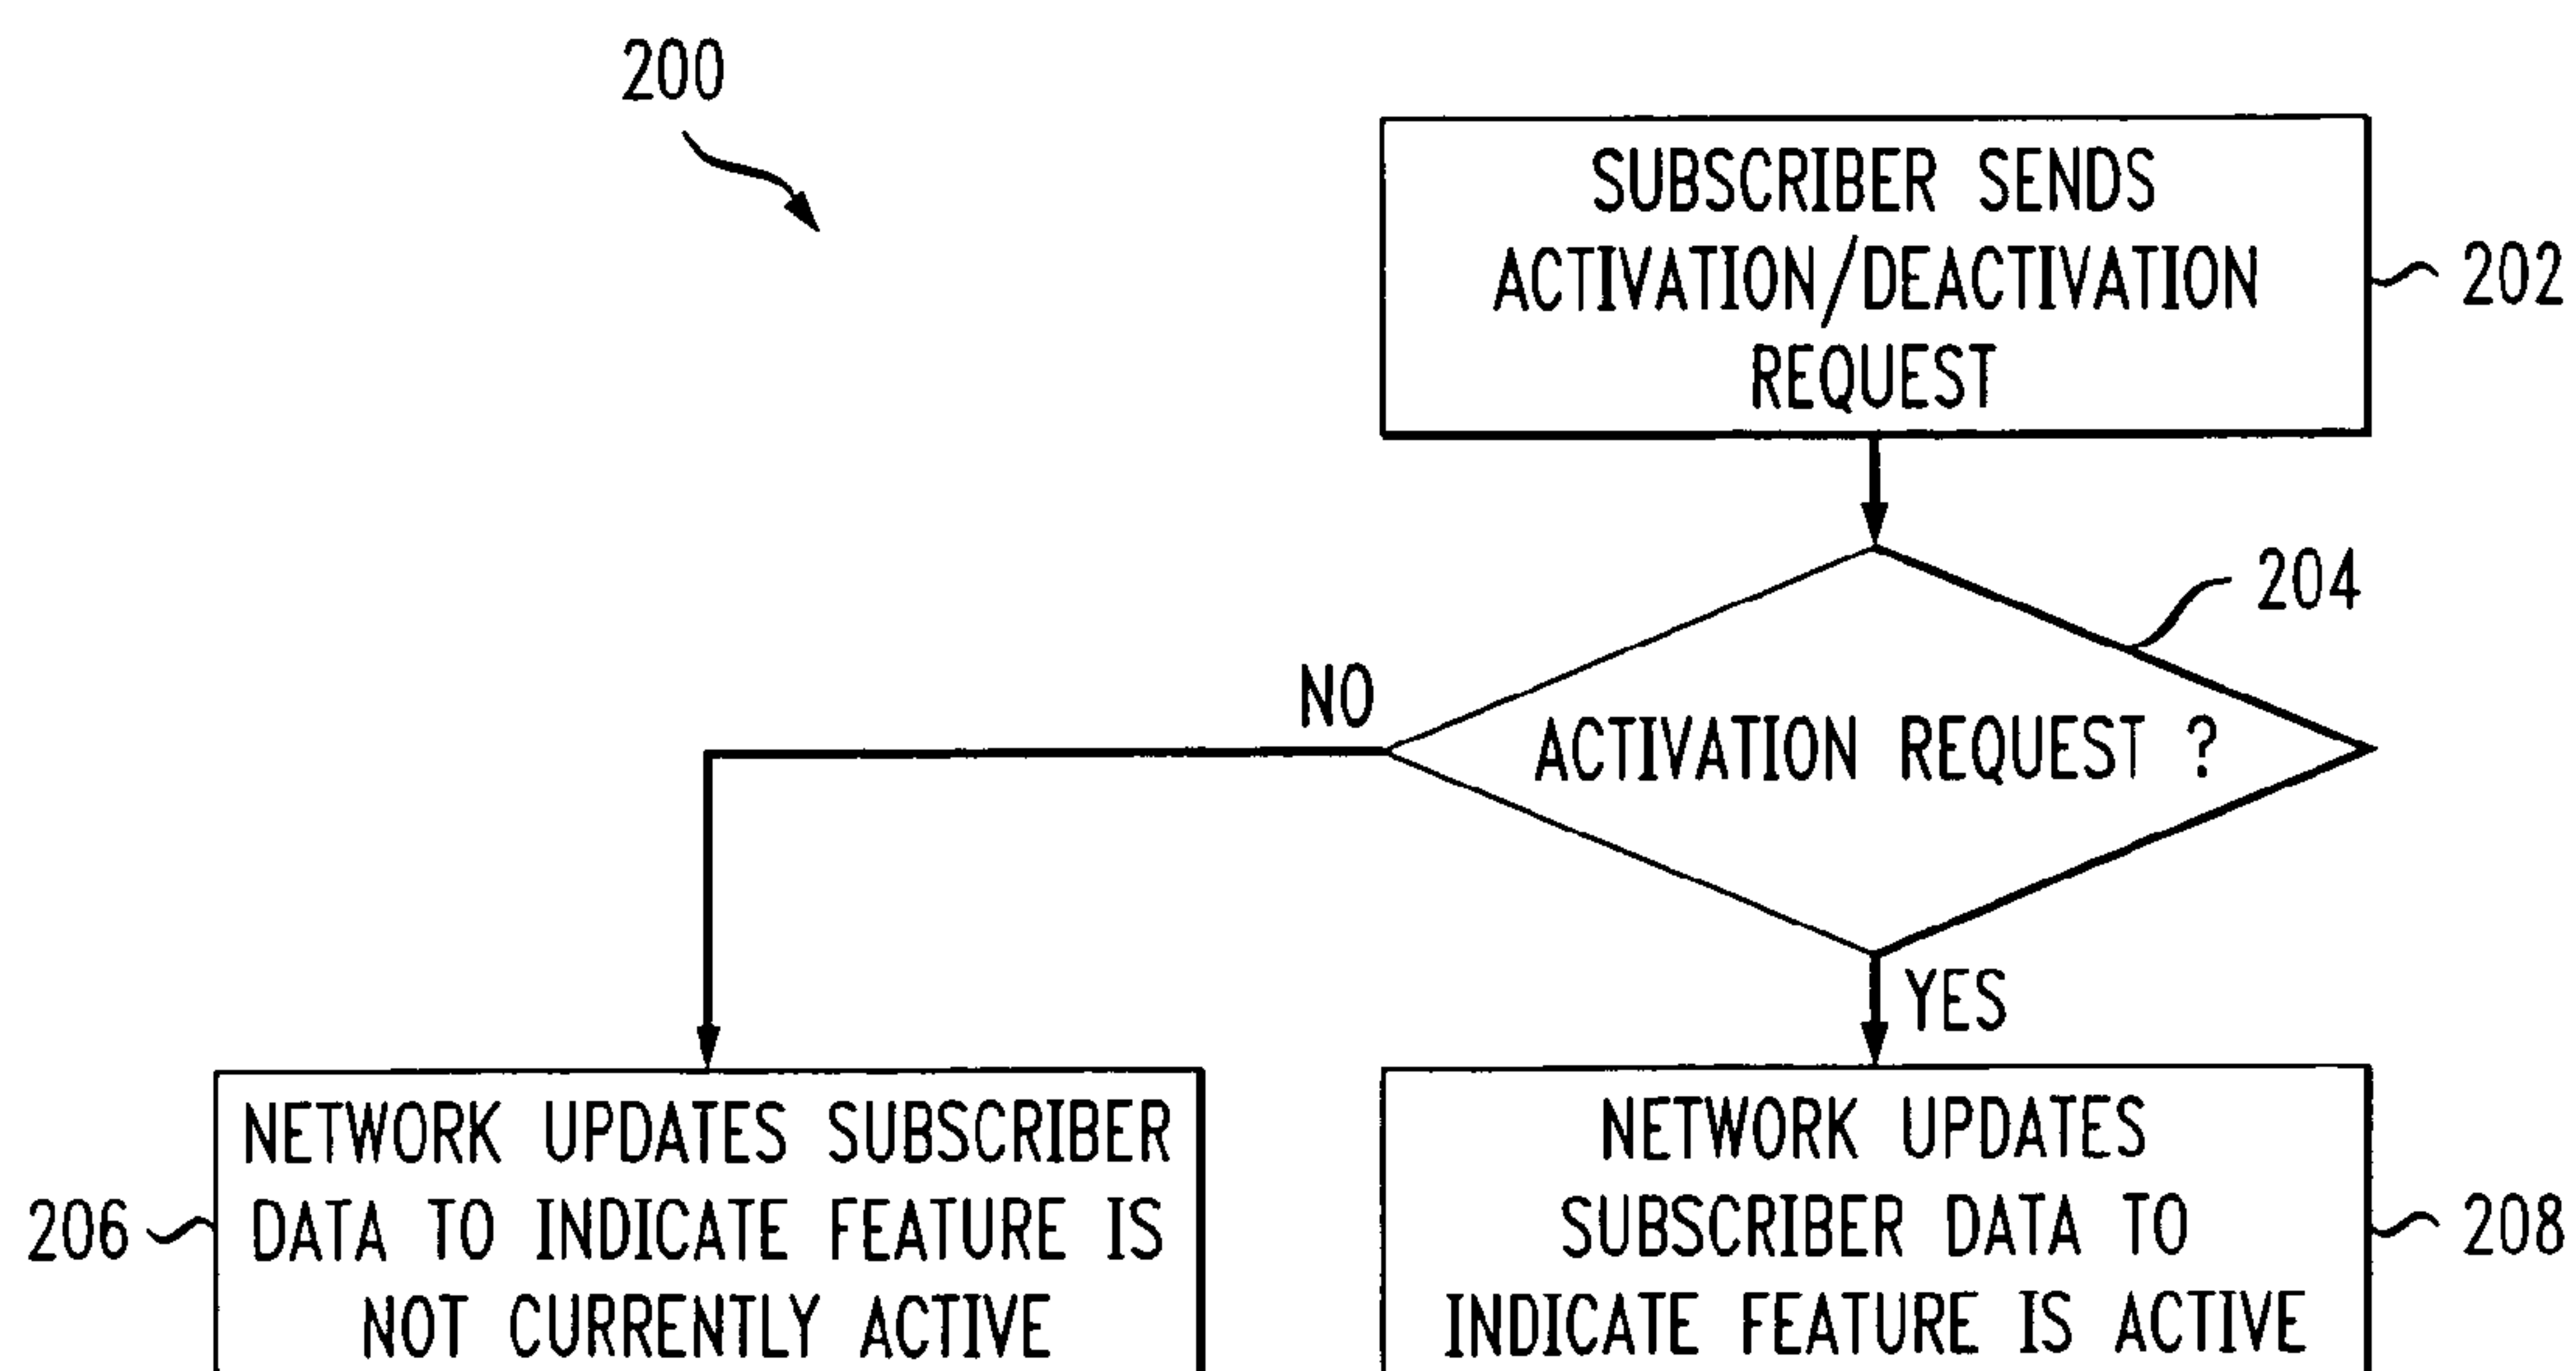 200
SUBSCRIBER SENDS
ACTIVATION/DEACTIVATION
REQUEST
202
204
ACTIVATION REQUEST ?
NO
YES
206
NETWORK UPDATES SUBSCRIBER
DATA TO INDICATE FEATURE IS
NOT CURRENTLY ACTIVE
NETWORK UPDATES
SUBSCRIBER DATA TO
INDICATE FEATURE IS ACTIVE
208